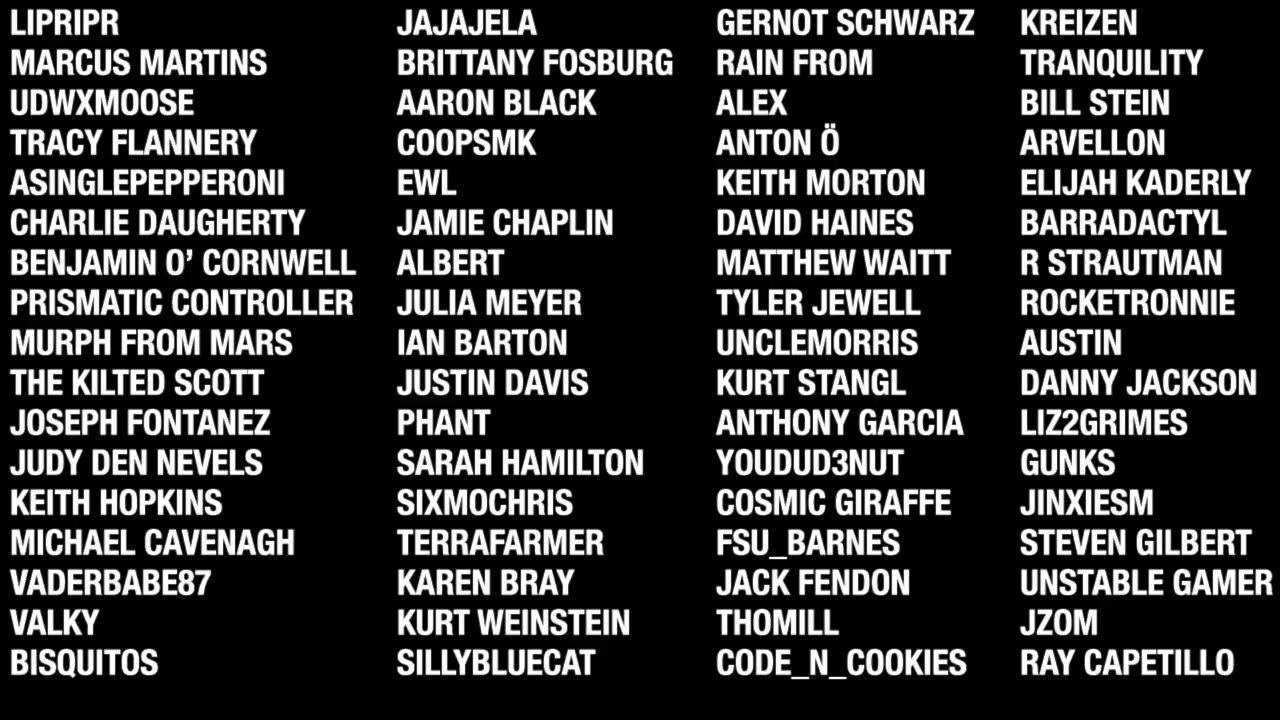 LIPRIPR
MARCUS MARTINS
UDWXMOOSE
TRACY FLANNERY
ASINGLEPEPPERONI
CHARLIE DAUGHERTY
BENJAMIN O’ CORNWELL
PRISMATIC CONTROLLER
MURPH FROM MARS
THE KILTED SCOTT
JOSEPH FONTANEZ
JUDY DEN NEVELS
KEITH HOPKINS
MICHAEL CAVENAGH
VADERBABE87
VALKY
BISQUITOS
JAJAJELA
BRITTANY FOSBURG
AARON BLACK
COOPSMK
EWL
JAMIE CHAPLIN
ALBERT
JULIA MEYER
IAN BARTON
JUSTIN DAVIS
PHANT
SARAH HAMILTON
SIXMOCHRIS
TERRAFARMER
KAREN BRAY
KURT WEINSTEIN
SILLYBLUECAT
GERNOT SCHWARZ
RAIN FROM
ALEX
ANTON Ö
KEITH MORTON
DAVID HAINES
MATTHEW WAITT
TYLER JEWELL
UNCLEMORRIS
KURT STANGL
ANTHONY GARCIA
YOUDUD3NUT
COSMIC GIRAFFE
FSU_BARNES
JACK FENDON
THOMILL
CODE_N_COOKIES
KREIZEN
TRANQUILITY
BILL STEIN
ARVELLON
ELIJAH KADERLY
BARRADACTYL
R STRAUTMAN
ROCKETRONNIE
AUSTIN
DANNY JACKSON
LIZ2GRIMES
GUNKS
JINXIESM
STEVEN GILBERT
UNSTABLE GAMER
JZOM
RAY CAPETILLO